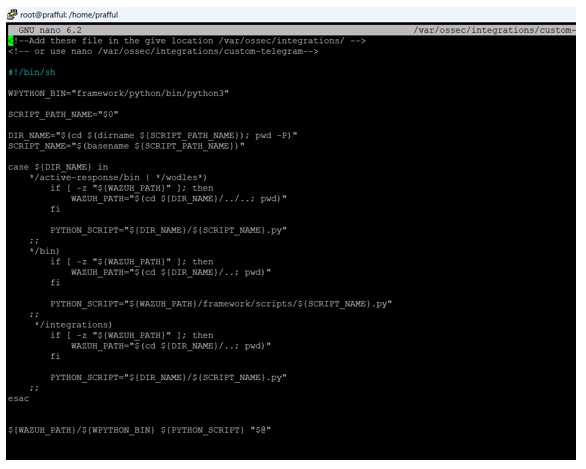 root@prafful: /home/prafful
GNU nano 6.2 /var/ossec/integrations/custom-
<!--Add these file in the give location /var/ossec/integrations/ -->
<!-- or use nano /var/ossec/integrations/custom-telegram-->
#!/bin/sh
WPYTHON_BIN="framework/python/bin/python3"
SCRIPT_PATH_NAME="$0"
DIR_NAME="$(cd $(dirname ${SCRIPT_PATH_NAME}); pwd -P)"
SCRIPT_NAME="$(basename ${SCRIPT_PATH_NAME})"
case ${DIR_NAME} in
*/active-response/bin | */wodles*)
if [ -z "${WAZUH_PATH}" ]; then
WAZUH_PATH="$(cd ${DIR_NAME}/../..; pwd)"
fi
PYTHON_SCRIPT="${DIR_NAME}/${SCRIPT_NAME}.py"
;;
*/bin)
if [ -z "${WAZUH_PATH}" ]; then
WAZUH_PATH="$(cd ${DIR_NAME}/..; pwd)"
fi
PYTHON_SCRIPT="${WAZUH_PATH}/framework/scripts/${SCRIPT_NAME}.py"
;;
*/integrations)
if [ -z "${WAZUH_PATH}" ]; then
WAZUH_PATH="$(cd ${DIR_NAME}/..; pwd)"
fi
PYTHON_SCRIPT="${DIR_NAME}/${SCRIPT_NAME}.py"
;;
esac
${WAZUH_PATH}/${WPYTHON_BIN} ${PYTHON_SCRIPT} "$@"